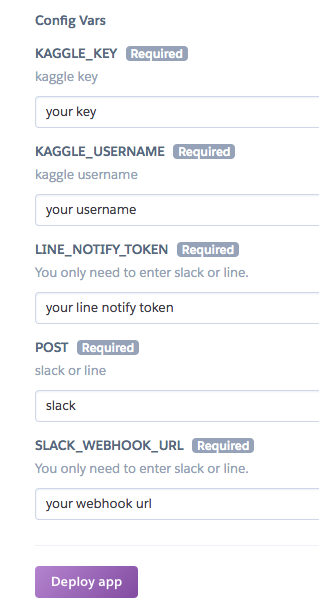 Config Vars
KAGGLE_KEY Required
kaggle key
your key
KAGGLE_USERNAME Required
kaggle username
your username
LINE_NOTIFY_TOKEN Required
You only need to enter slack or line.
your line notify token
POST Required
slack or line
slack
SLACK_WEBHOOK_URL Required
You only need to enter slack or line.
your webhook url
Deploy app